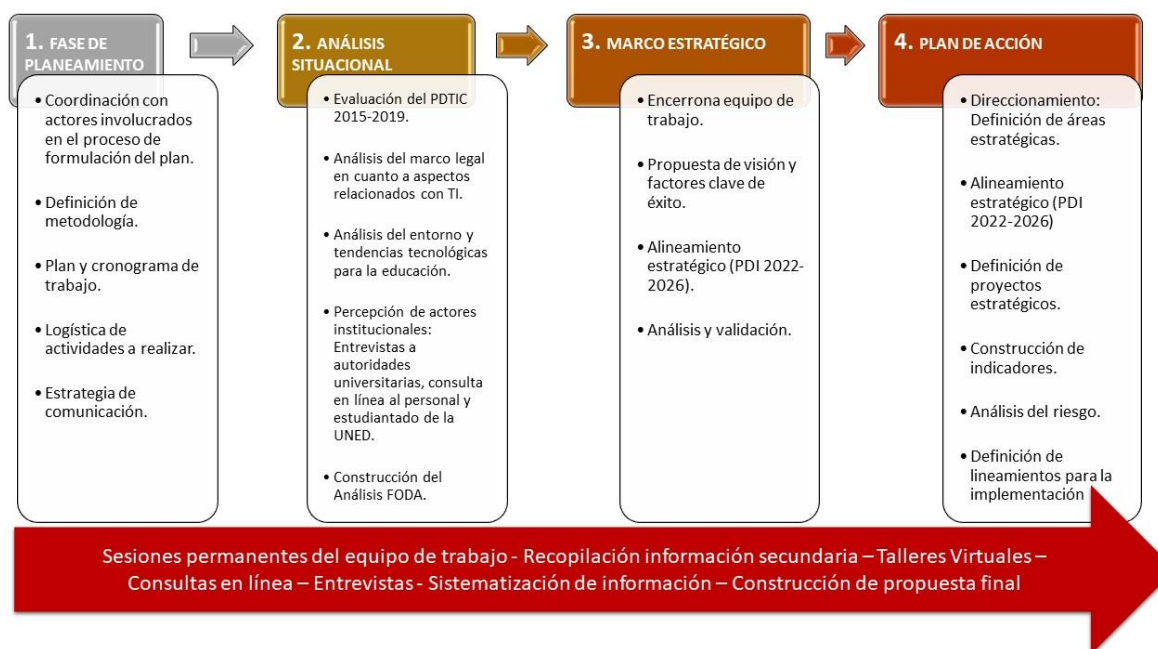 1. FASE DE
PLANEAMIENTO
• Coordinación con
actores involucrados
en el proceso de
formulación del plan.
• Definición de
metodología.
• Plan y cronograma de
trabajo.
• Logística de
actividades a realizar.
• Estrategia de
comunicación.
2. ANÁLISIS
SITUACIONAL
• Evaluación del PDTIC
2015-2019.
• Análisis del marco legal
en cuanto a aspectos
relacionados con TI.
• Análisis del entorno y
tendencias tecnológicas
para la educación.
• Percepción de actores
institucionales:
Entrevistas a
autoridades
universitarias, consulta
en línea al personal y
estudiantado de la
UNED.
• Construcción del
Análisis FODA.
3. MARCO ESTRATÉGICO
• Encerrona equipo de
trabajo.
• Propuesta de visión y
factores clave de
éxito.
• Alineamiento
estratégico (PDI 2022-
2026).
• Análisis y validación.
4. PLAN DE ACCIÓN
• Direccionamiento:
Definición de áreas
estratégicas.
• Alineamiento
estratégico (PDI
2022-2026)
• Definición de
proyectos
estratégicos.
• Construcción de
indicadores.
• Análisis del riesgo.
• Definición de
lineamientos para la
implementación
Sesiones permanentes del equipo de trabajo - Recopilación información secundaria – Talleres Virtuales –
Consultas en línea – Entrevistas - Sistematización de información – Construcción de propuesta final